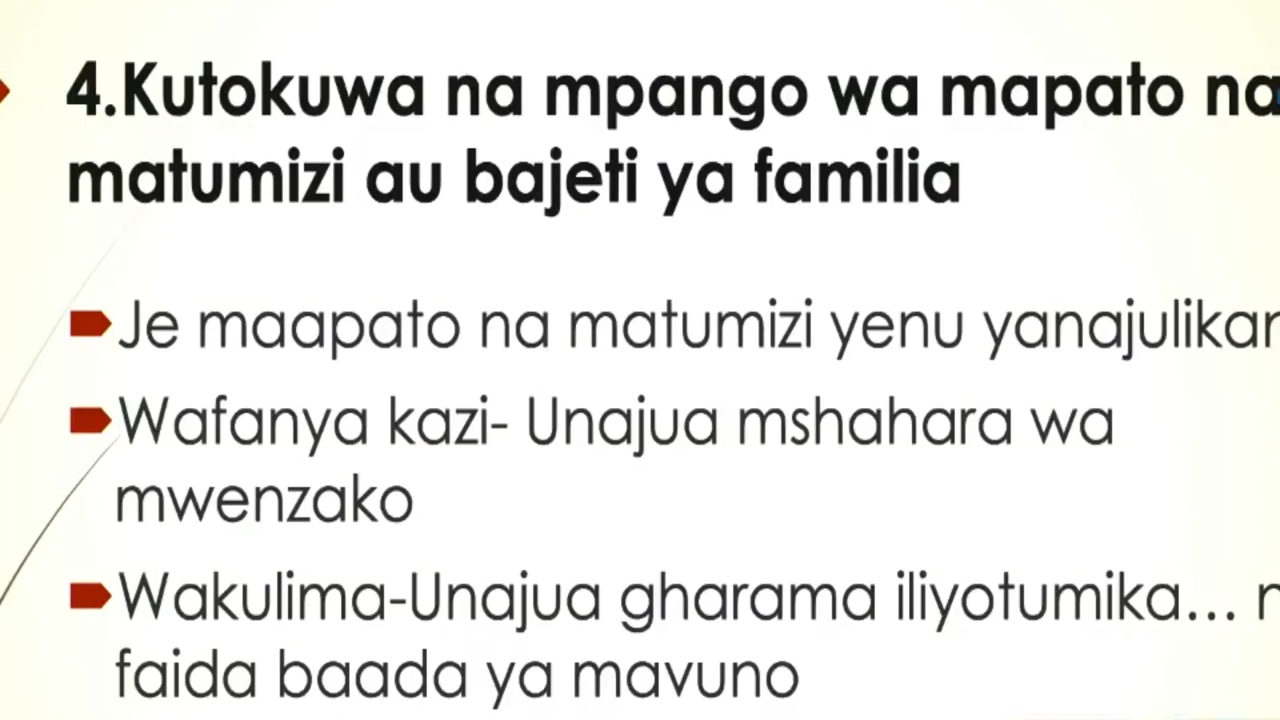 4.Kutokuwa na mpango wa mapato na
matumizi au bajeti ya familia
Je maapato na matumizi yenu
Wafanya kazi- Unajua mshahara wa
mwenzako
Wakulima-Unajua gharama iliyotumika...
faida baada ya mavuno